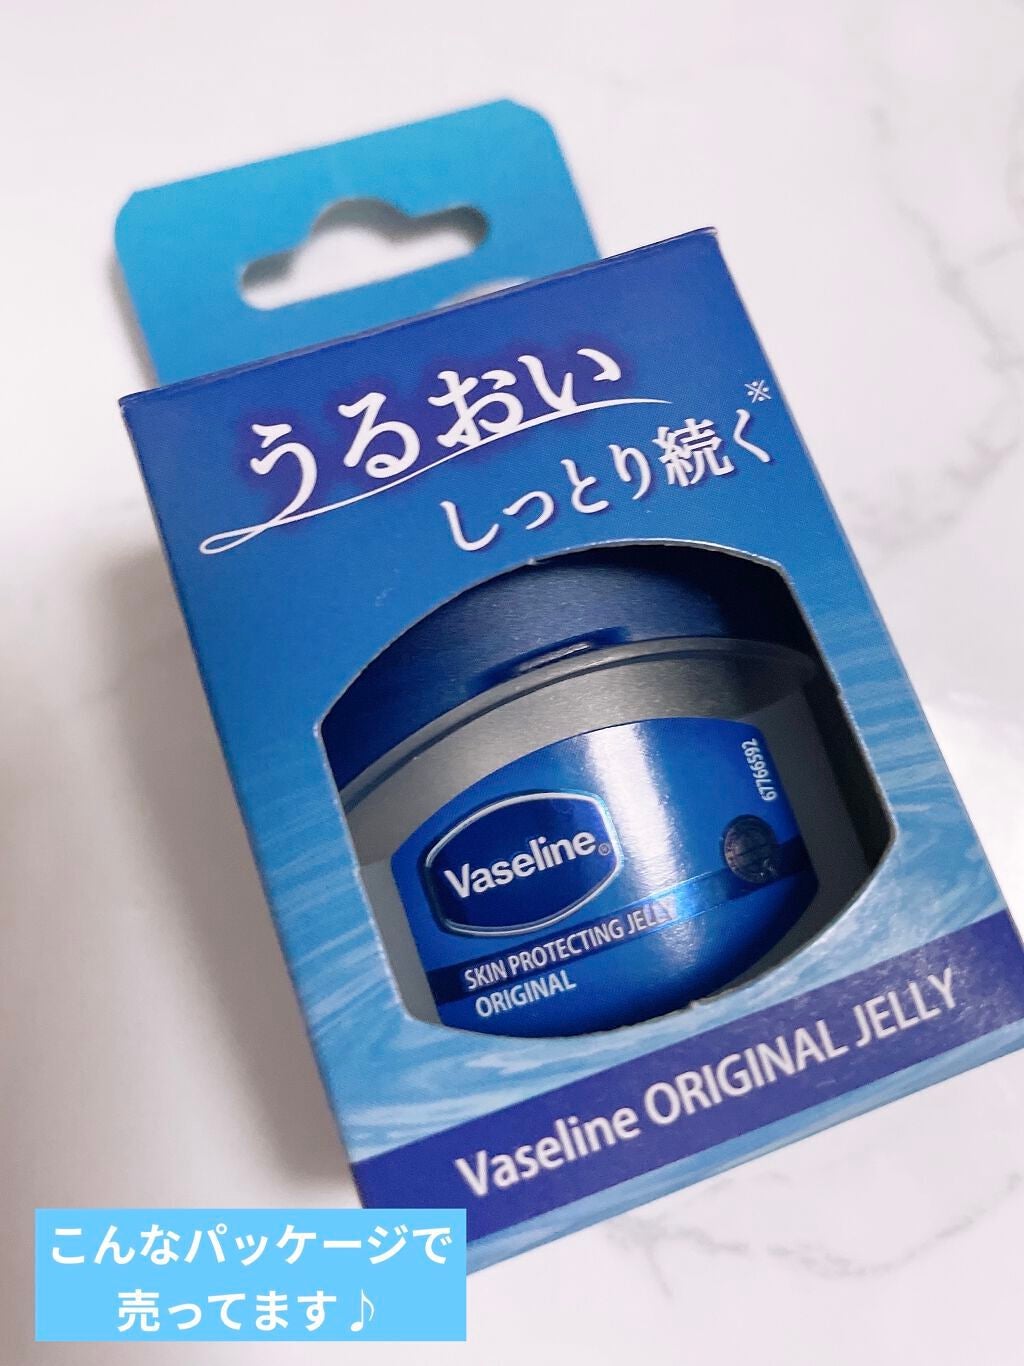 うるおい
しっとり続く※
6766592
Vaseline®
SKIN PROTECTING JELLY
ORIGINAL
Vaseline ORIGINAL JELLY
こんなパッケージで
売ってます♪